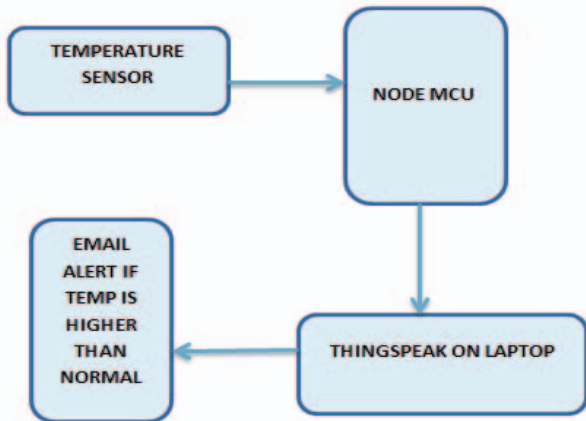 TEMPERATURE
SENSOR
NODE MCU
EMAIL
ALERT IF
TEMP IS
HIGHER
THAN
NORMAL
THINGSPEAK ON LAPTOP